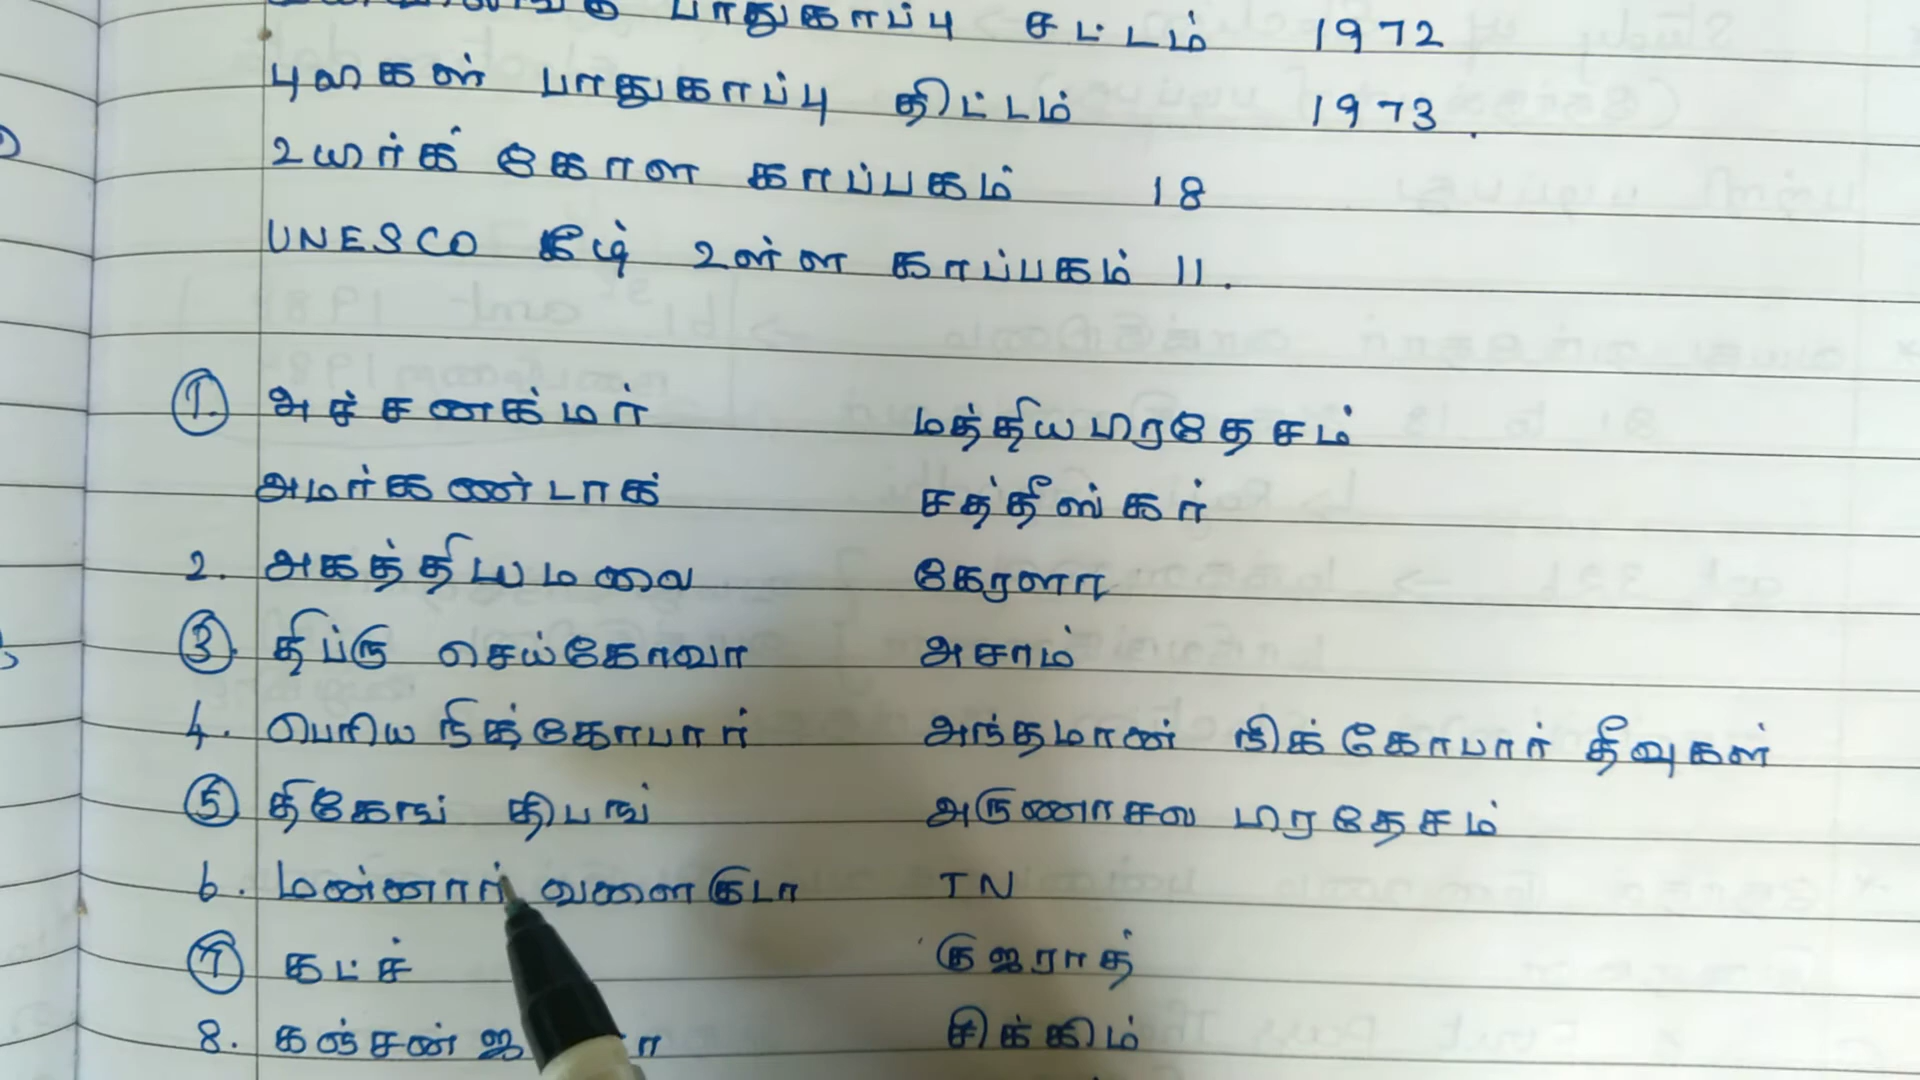 பாதுகாப்பு சட்டம் 1972
புலிகள் பாதுகாப்பு திட்டம் 1973.
உயிர்க் கோள காப்பகம் 18
UNESCO கீழ் உள்ள காப்பகம் 11.
1. அச்சனக்மர் மத்தியபிரதேசம்
அமர்கண்டாக் சத்தீஸ்கர்
2. அகத்தியமலை கேரளா
3. திப்ரு செய்கோவா அசாம்
4. பெரிய நிக்கோபார் அந்தமான் நிக்கோபார் தீவுகள்
5 திகேங் திபங் அருணாசல பிரதேசம்
6. மன்னார் வளைகுடா TN
7 கட்ச் குஜராத்
8. சிக்கிம்